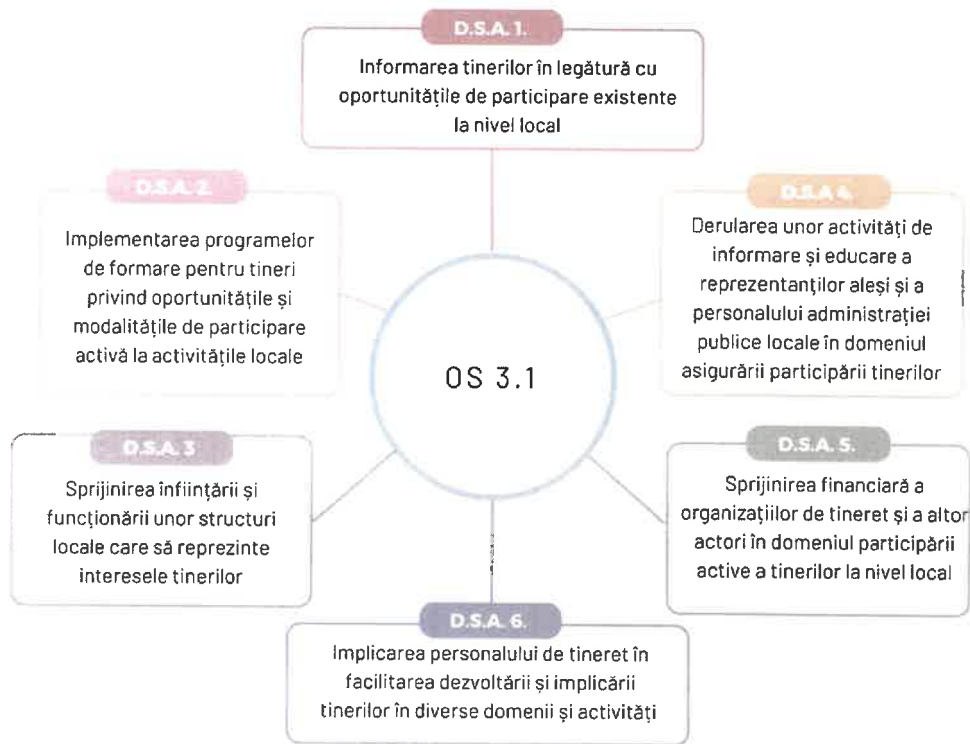 D.S.A. 1.
Informarea tinerilor în legătură cu
oportunitățile de participare existente
la nivel local
D.S.A. 2.
Implementarea programelor
de formare pentru tineri
privind oportunitățile și
modalitățile de participare
activă la activitățile locale
D.S.A 4.
Derularea unor activități de
informare și educare a
reprezentanților aleși și a
personalului administrației
publice locale în domeniul
asigurării participării tinerilor
OS 3.1
D.S.A. 3
Sprijinirea înființării și
funcționării unor structuri
locale care să reprezinte
interesele tinerilor
D.S.A. 5.
Sprijinirea financiară a
organizațiilor de tineret și a altor
actori în domeniul participării
active a tinerilor la nivel local
D.S.A. 6.
Implicarea personalului de tineret în
facilitarea dezvoltării și implicării
tinerilor în diverse domenii și activități